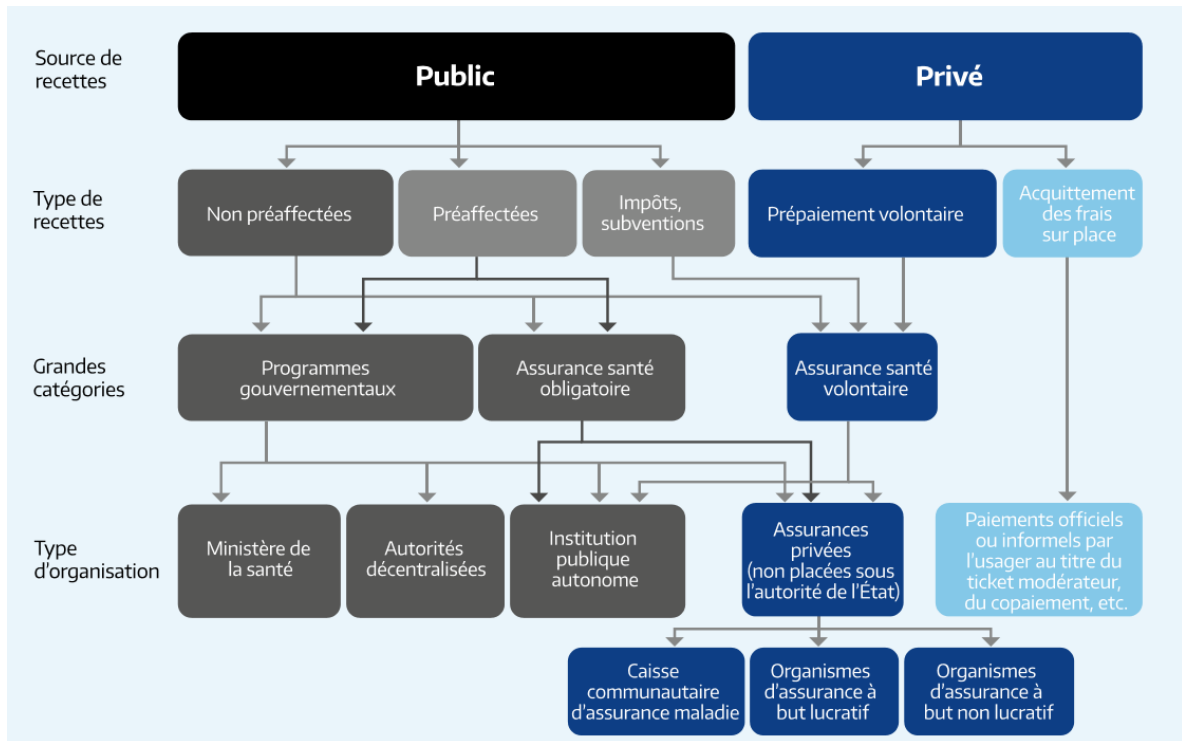 Source de
recettes
Public
Privé
Type de
recettes
Non préaffectées
Préaffectées
Impôts,
subventions
Prépaiement volontaire
Acquittement
des frais
sur place
Grandes
catégories
Programmes
gouvernementaux
Assurance santé
obligatoire
Assurance santé
volontaire
Type
d'organisation
Ministère de
la santé
Autorités
décentralisées
Institution
publique
autonome
Assurances
privées
(non placées sous
l'autorité de l'État)
Paiements officiels
ou informels par
l'usager au titre du
ticket modérateur,
du copaiement, etc.
Caisse
communautaire
d'assurance maladie
Organismes
d'assurance à
but lucratif
Organismes
d'assurance à
but non lucratif